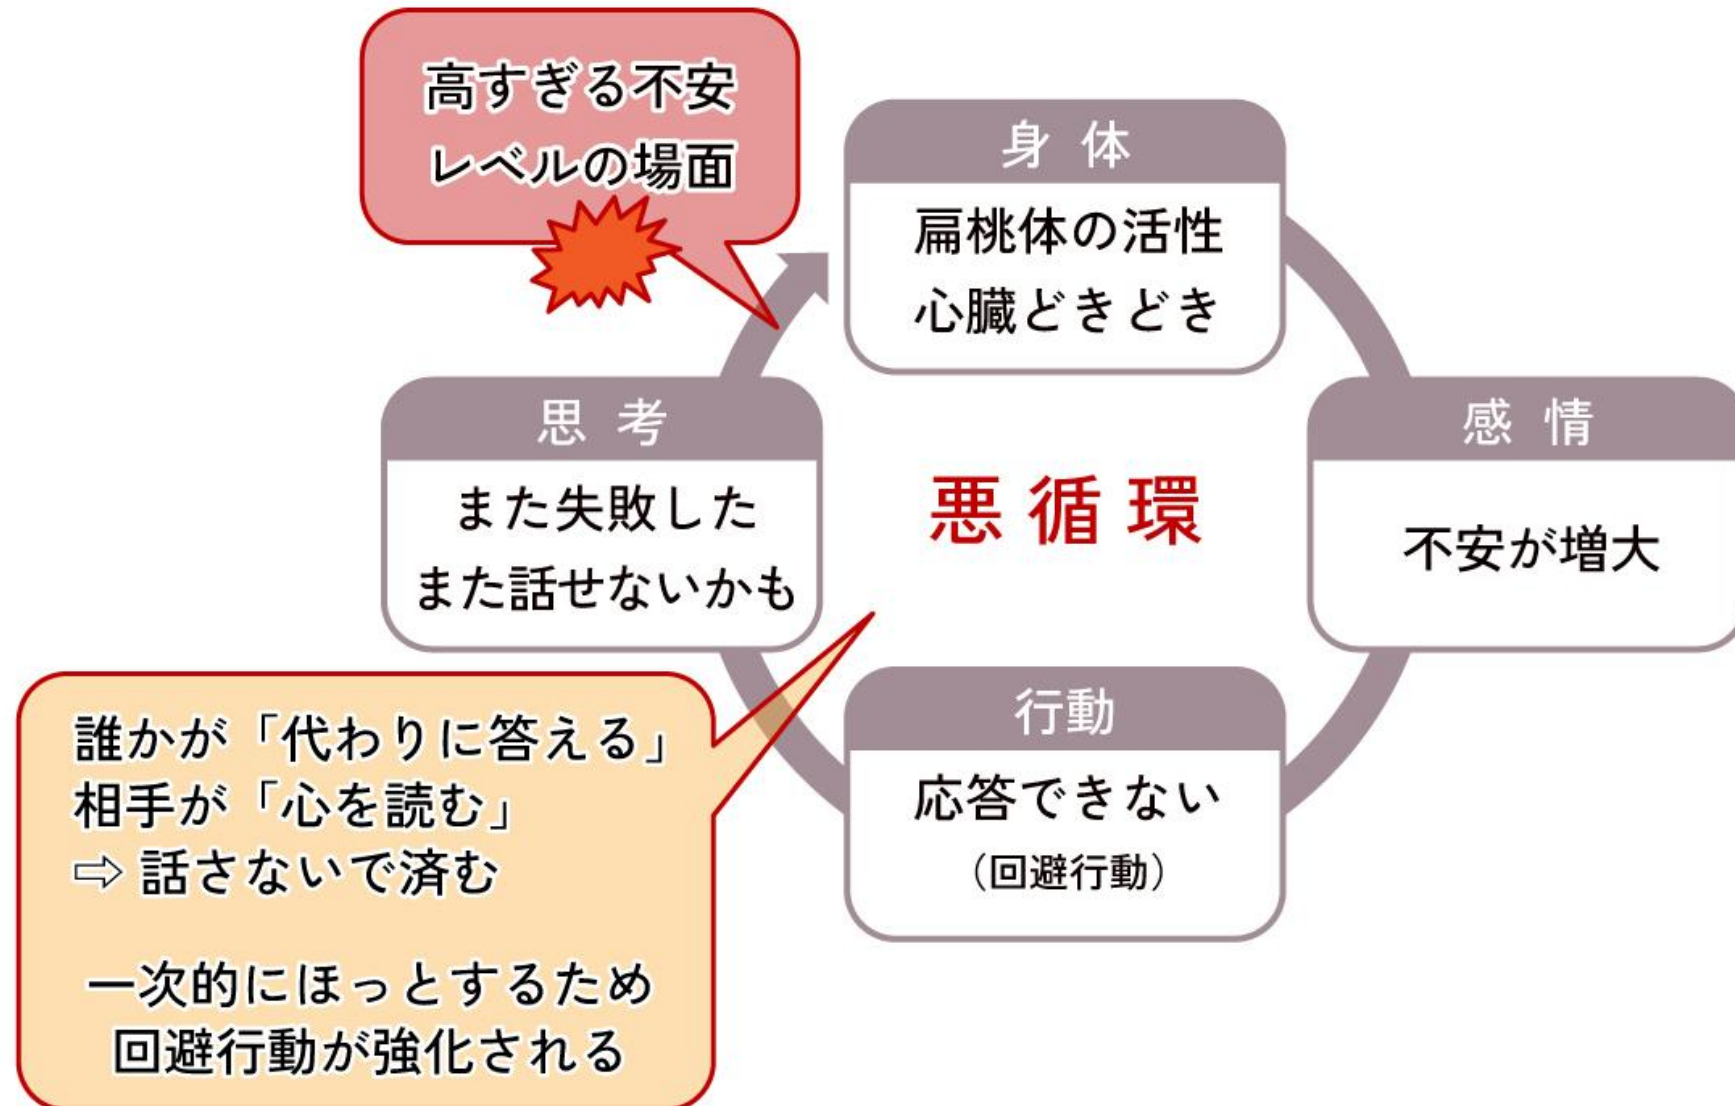 高すぎる不安
レベルの場面
身体
扁桃体の活性
心臓どきどき
感情
不安が増大
行動
応答できない
（回避行動）
思考
また失敗した
また話せないかも
悪循環
誰かが「代わりに答える」
相手が「心を読む」
⇨ 話さないで済む
一次的にほっとするため
回避行動が強化される